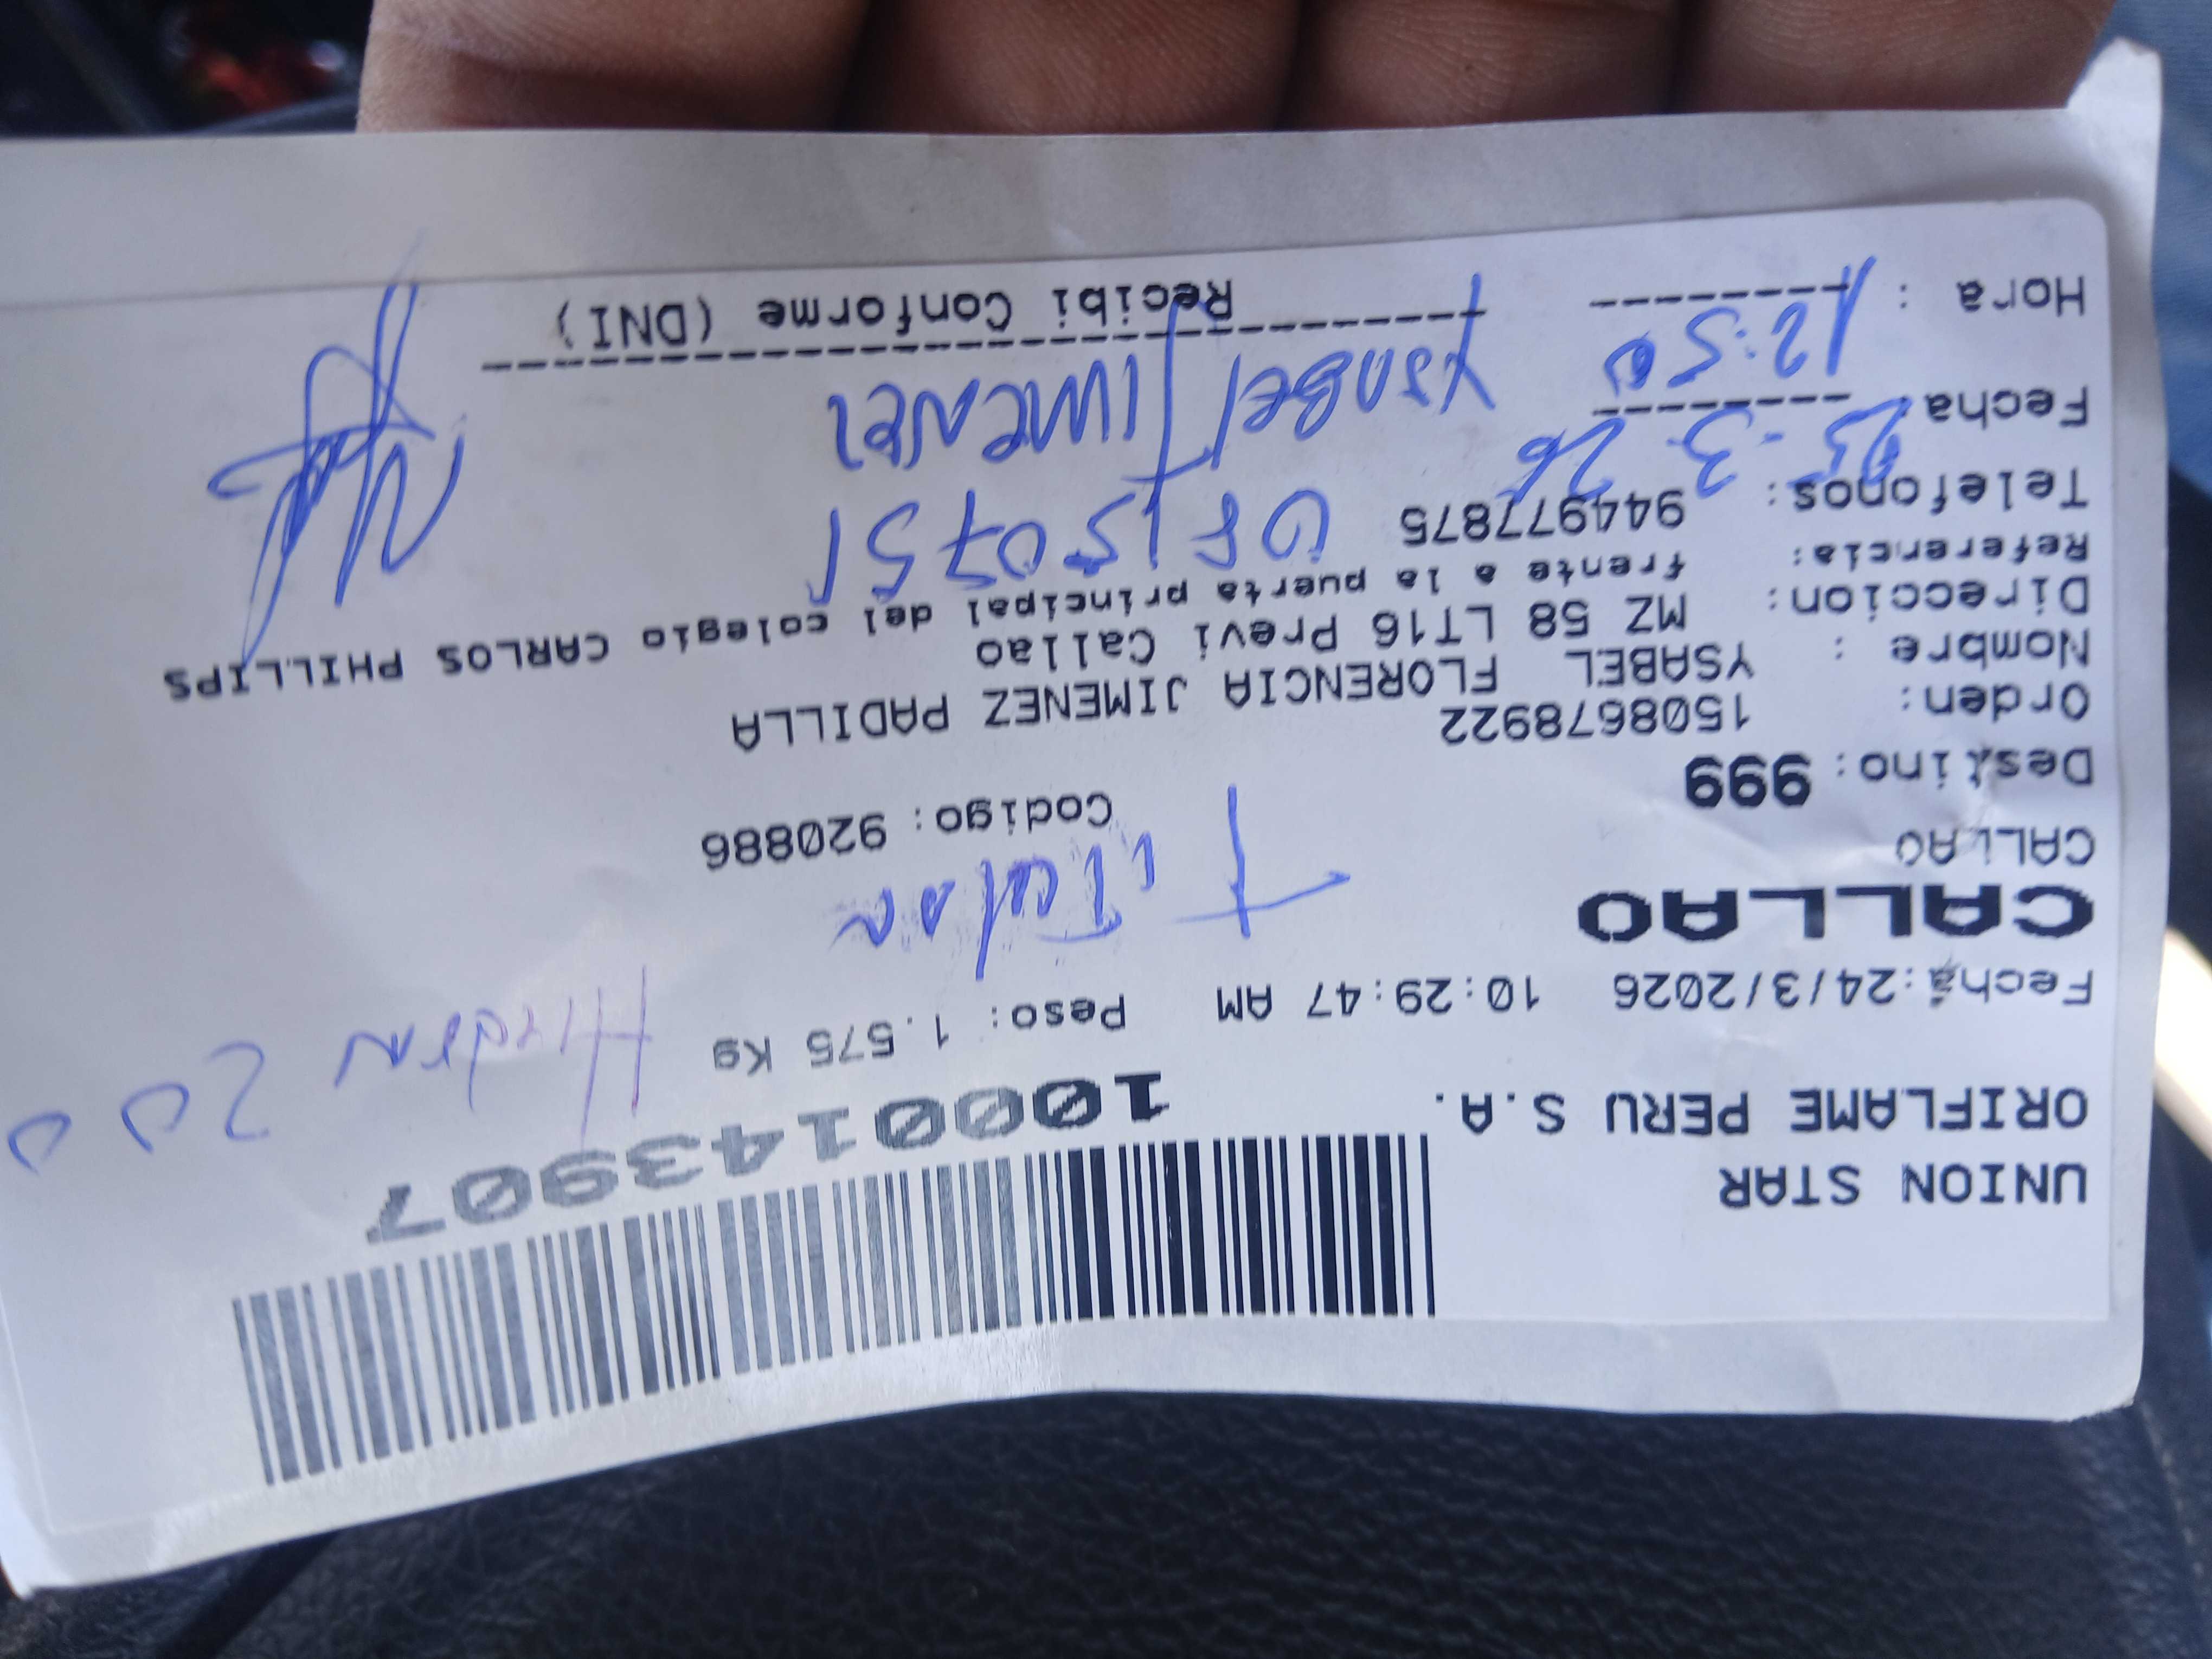 UNION STAR
ORIFLAME PERU S.A.
1000143907
Fecha:24/3/2026 10:29:47 AM Peso: 1.575 Kg
CALLAO
CALLAO
Titular
Destino: 999 Codigo: 920886
Orden: 1508678922
Nombre : YSABEL FLORENCIA JIMENEZ PADILLA
Direccion: MZ 58 LT16 Previ Callao
Referencia: frente a la puerta principal del colegio CARLOS PHILLIPS
Telefonos: 944977875
Fecha: 25-3-26
YSABEL JIMENEZ
Hora : 12:50
Recibi Conforme (DNI)